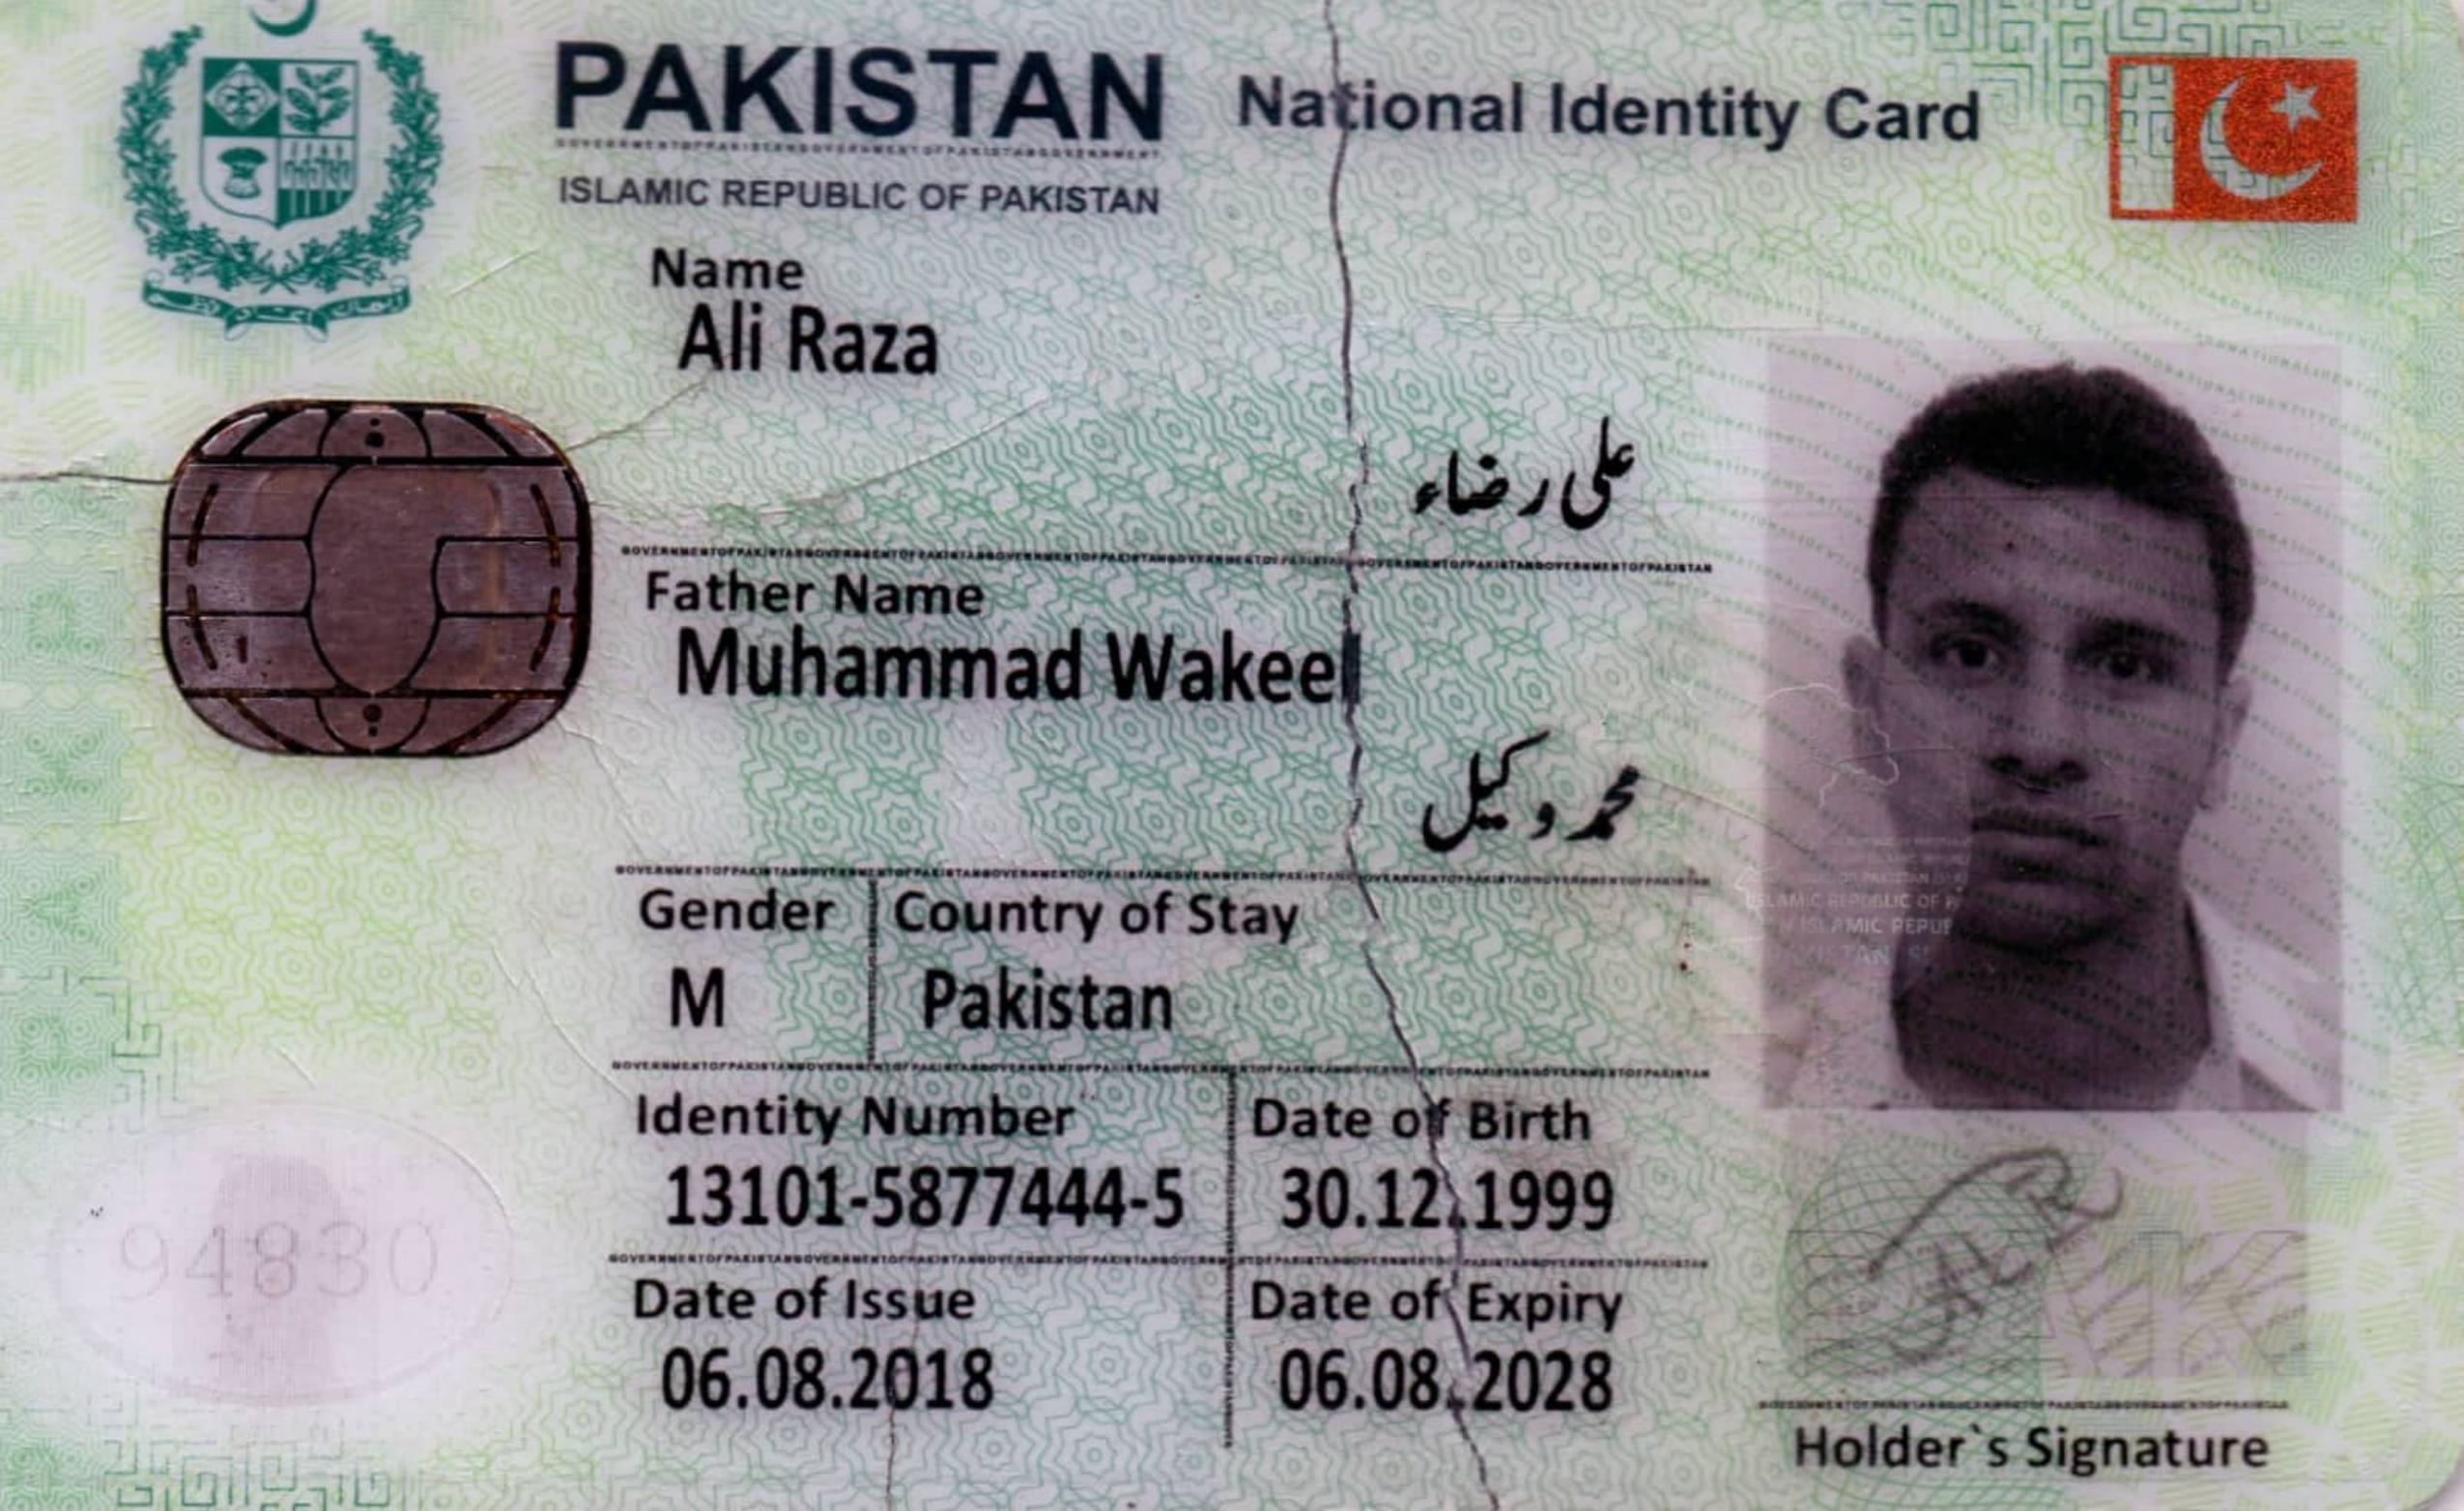 PAKISTAN National Identity Card
ISLAMIC REPUBLIC OF PAKISTAN
Name
Ali Raza
علی رضاء
Father Name
Muhammad Wakeel
محمد وکیل
Gender Country of Stay
M Pakistan
Identity Number Date of Birth
13101-5877444-5 30.12.1999
Date of Issue Date of Expiry
06.08.2018 06.08.2028
94830
Holder`s Signature